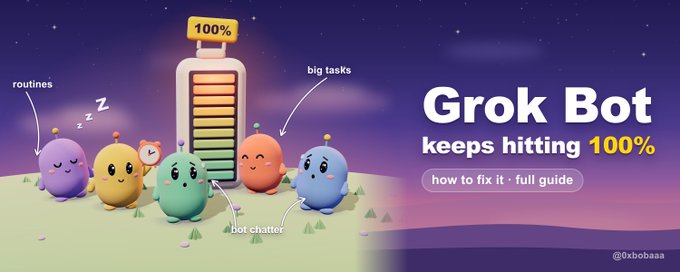 100%
routines
z z Z
big tasks
bot chatter
Grok Bot
keeps hitting 100%
how to fix it · full guide
@0xbobaaa